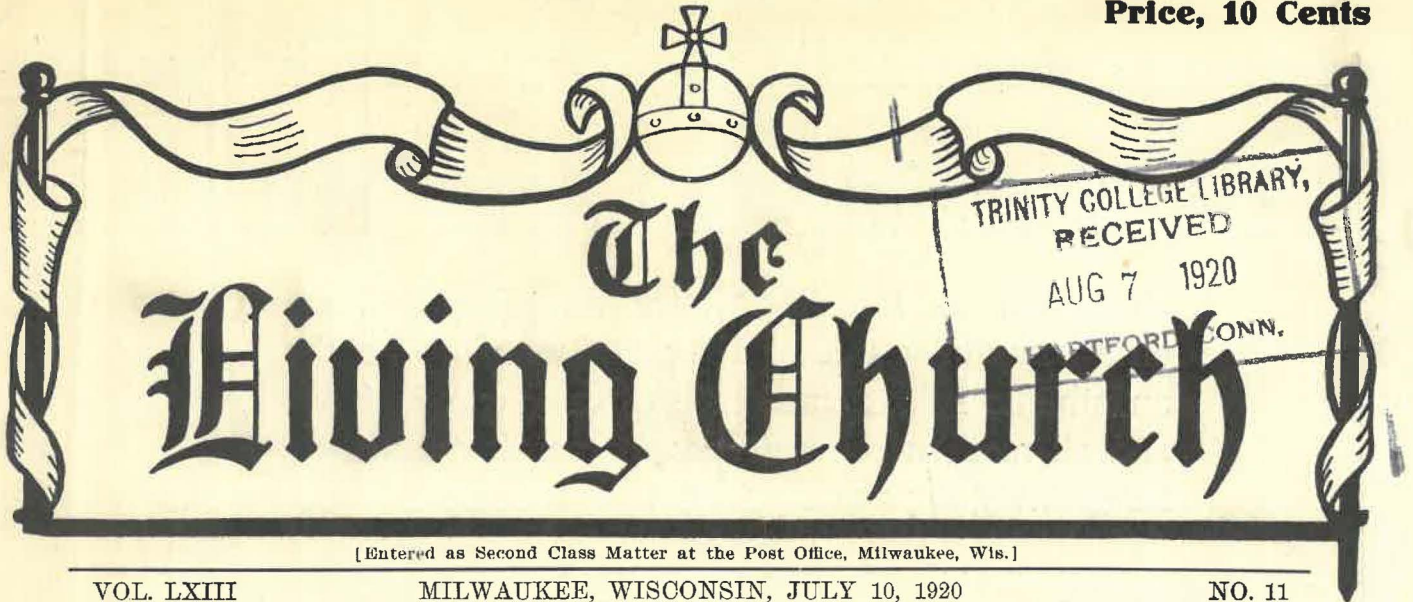 Price, 10 Cents
The
Living Church
TRINITY COLLEGE LIBRARY,
RECEIVED
AUG 7 1920
HARTFORD CONN.
[Entered as Second Class Matter at the Post Office, Milwaukee, Wis.]
VOL. LXIII MILWAUKEE, WISCONSIN, JULY 10, 1920 NO. 11